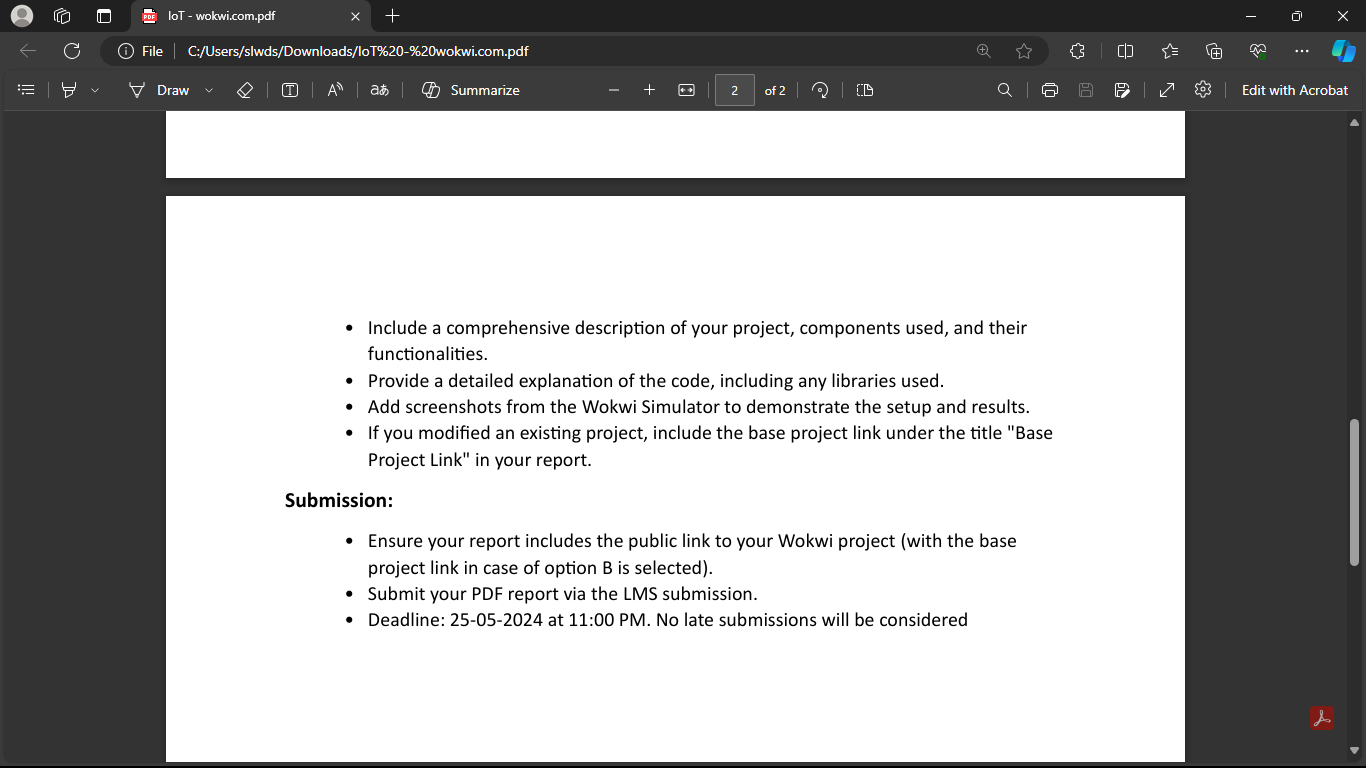 IoT - wokwi.com.pdf
File
C:/Users/slwds/Downloads/IoT%20-%20wokwi.com.pdf
Draw
aあ
Summarize
2
of 2
Edit with Acrobat
• Include a comprehensive description of your project, components used, and their
functionalities.
• Provide a detailed explanation of the code, including any libraries used.
• Add screenshots from the Wokwi Simulator to demonstrate the setup and results.
• If you modified an existing project, include the base project link under the title "Base
Project Link" in your report.
Submission:
• Ensure your report includes the public link to your Wokwi project (with the base
project link in case of option B is selected).
• Submit your PDF report via the LMS submission.
• Deadline: 25-05-2024 at 11:00 PM. No late submissions will be considered